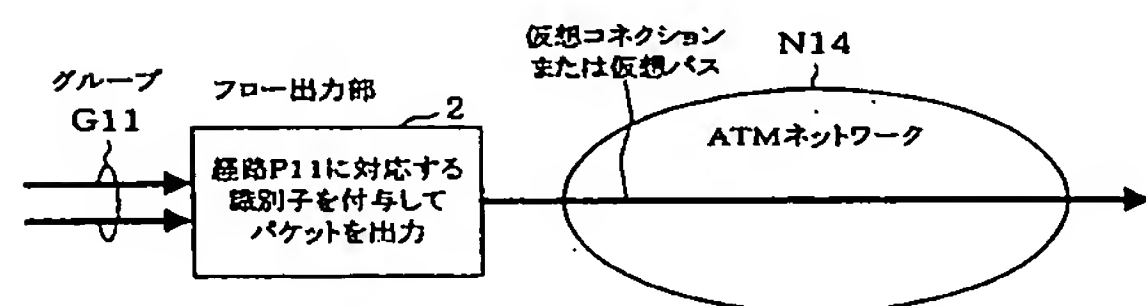 グループ
G11
フロー出力部
2
経路P11に対応する
識別子を付与して
パケットを出力
仮想コネクション
または仮想パス
N14
ATMネットワーク